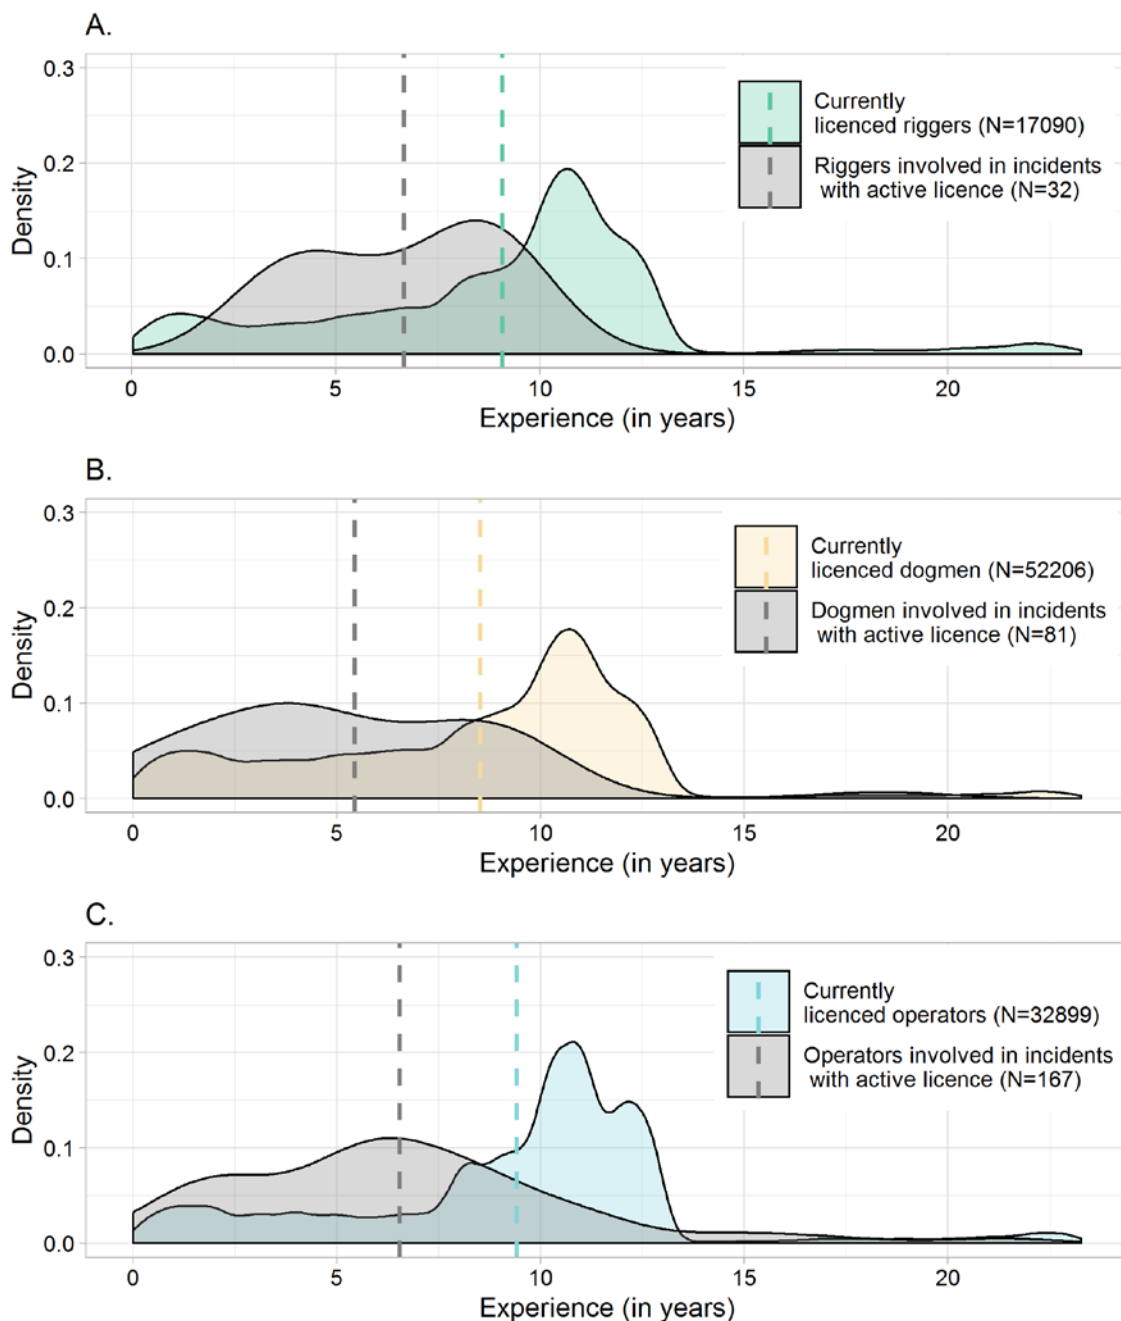 A.
0.3
0.2
0.1
0.0
Density
Currently
licenced riggers (N=17090)
Riggers involved in incidents
with active licence (N=32)
0 5 10 15 20
Experience (in years)
B.
0.3
0.2
0.1
0.0
Density
Currently
licenced dogmen (N=52206)
Dogmen involved in incidents
with active licence (N=81)
0 5 10 15 20
Experience (in years)
C.
0.3
0.2
0.1
0.0
Density
Currently
licenced operators (N=32899)
Operators involved in incidents
with active licence (N=167)
0 5 10 15 20
Experience (in years)